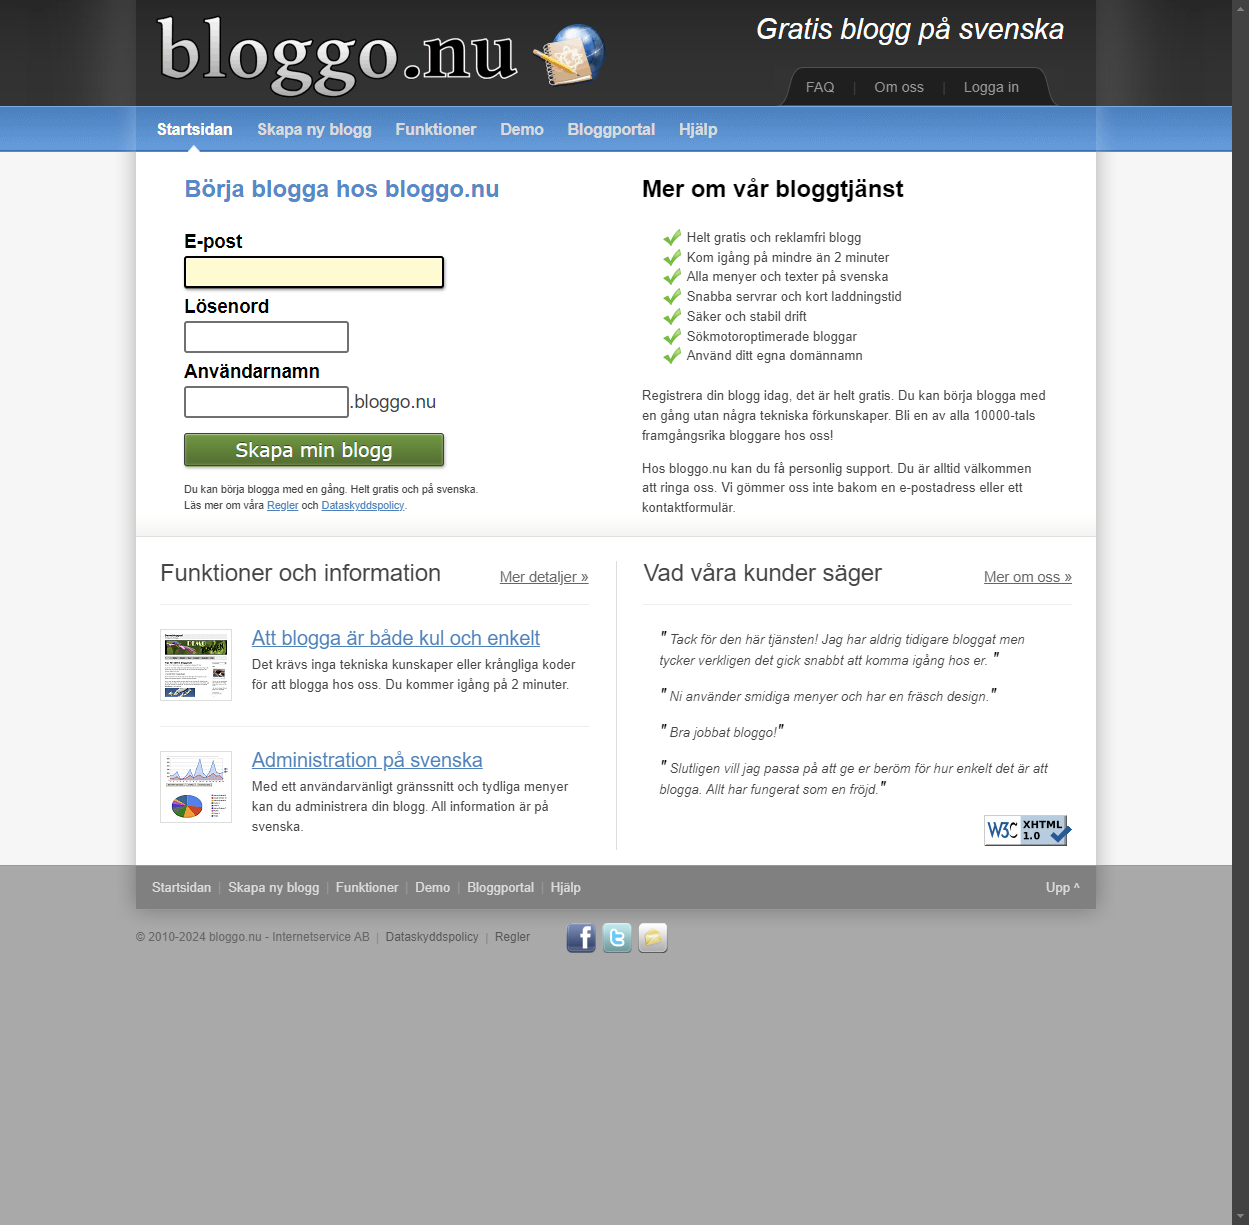 bloggo.nu
Gratis blogg på svenska
FAQ | Om oss | Logga in
Startsidan Skapa ny blogg Funktioner Demo Bloggportal Hjälp
Börja blogga hos bloggo.nu
E-post
Lösenord
Användarnamn
.bloggo.nu
Skapa min blogg
Du kan börja blogga med en gång. Helt gratis och på svenska.
Läs mer om våra Regler och Dataskyddspolicy.
Mer om vår bloggtjänst
Helt gratis och reklamfri blogg
Kom igång på mindre än 2 minuter
Alla menyer och texter på svenska
Snabba servrar och kort laddningstid
Säker och stabil drift
Sökmotoroptimerade bloggar
Använd ditt egna domännamn
Registrera din blogg idag, det är helt gratis. Du kan börja blogga med
en gång utan några tekniska förkunskaper. Bli en av alla 10000-tals
framgångsrika bloggare hos oss!
Hos bloggo.nu kan du få personlig support. Du är alltid välkommen
att ringa oss. Vi gömmer oss inte bakom en e-postadress eller ett
kontaktformulär.
Funktioner och information
Mer detaljer »
Att blogga är både kul och enkelt
Det krävs inga tekniska kunskaper eller krångliga koder
för att blogga hos oss. Du kommer igång på 2 minuter.
Administration på svenska
Med ett användarvänligt gränssnitt och tydliga menyer
kan du administrera din blogg. All information är på
svenska.
Vad våra kunder säger
Mer om oss »
" Tack för den här tjänsten! Jag har aldrig tidigare bloggat men
tycker verkligen det gick snabbt att komma igång hos er. "
" Ni använder smidiga menyer och har en fräsch design."
" Bra jobbat bloggo!"
" Slutligen vill jag passa på att ge er beröm för hur enkelt det är att
blogga. Allt har fungerat som en fröjd."
W3C XHTML
1.0
Startsidan | Skapa ny blogg | Funktioner | Demo | Bloggportal | Hjälp
Upp ^
© 2010-2024 bloggo.nu - Internetservice AB | Dataskyddspolicy | Regler